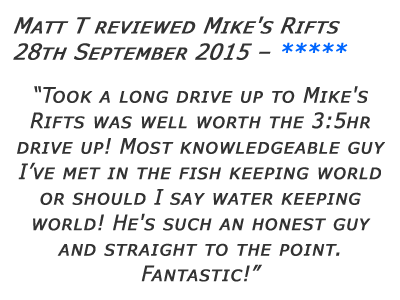 Matt T reviewed Mike's Rifts
28th September 2015 – *****
“Took a long drive up to Mike's
Rifts was well worth the 3:5hr
drive up! Most knowledgeable guy
I’ve met in the fish keeping world
or should I say water keeping
world! He's such an honest guy
and straight to the point.
Fantastic!”